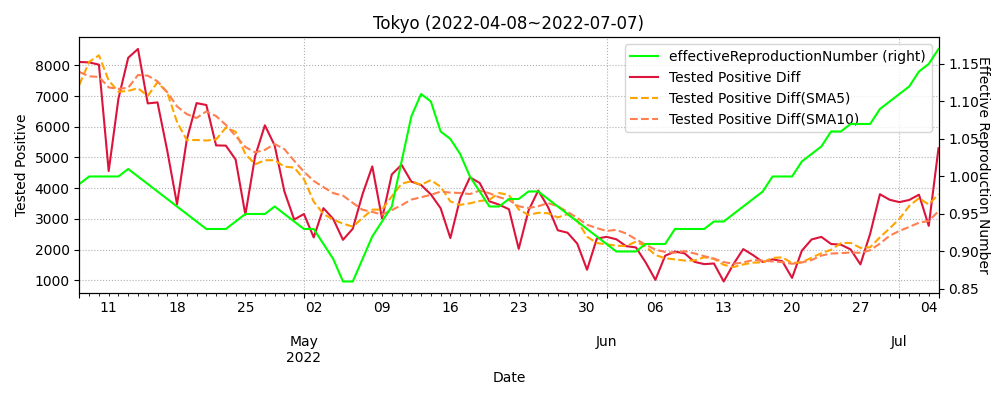 Tokyo (2022-04-08~2022-07-07)
effectiveReproductionNumber (right)
Tested Positive Diff
Tested Positive Diff(SMA5)
Tested Positive Diff(SMA10)
Tested Positive
8000
7000
6000
5000
4000
3000
2000
1000
1.15
1.10
1.05
1.00
0.95
0.90
0.85
Effective Reproduction Number
11 18 25 02 09 16 23 30 06 13 20 27 04
May Jun Jul
2022
Date